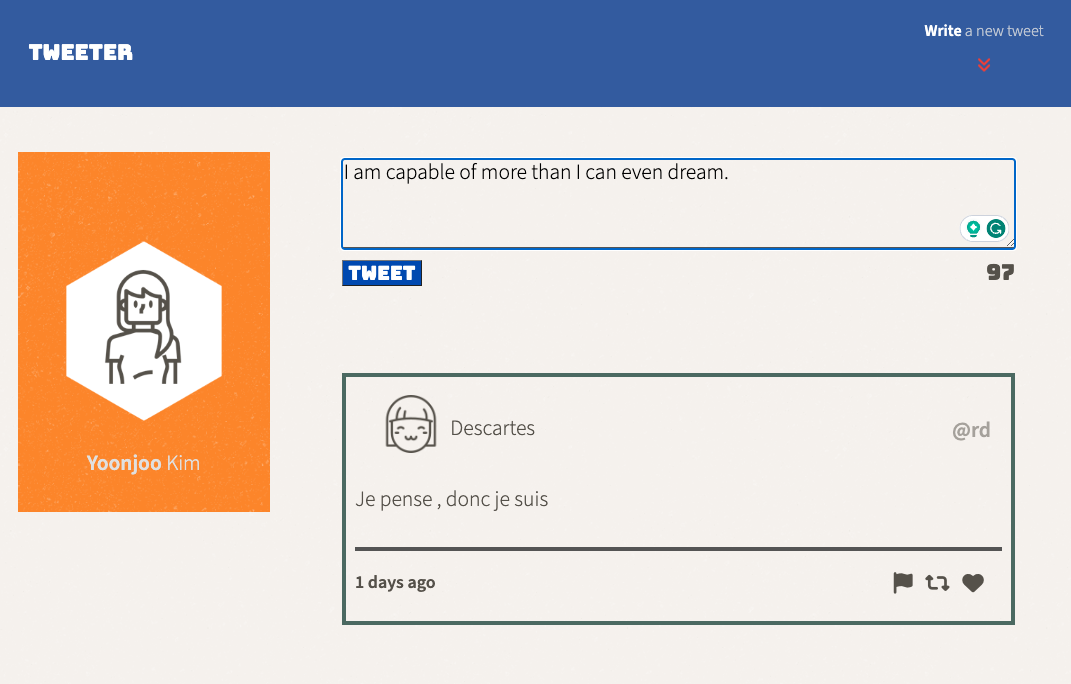 TWEETER
Write a new tweet
I am capable of more than I can even dream.
TWEET
97
Yoonjoo Kim
Descartes
@rd
Je pense , donc je suis
1 days ago